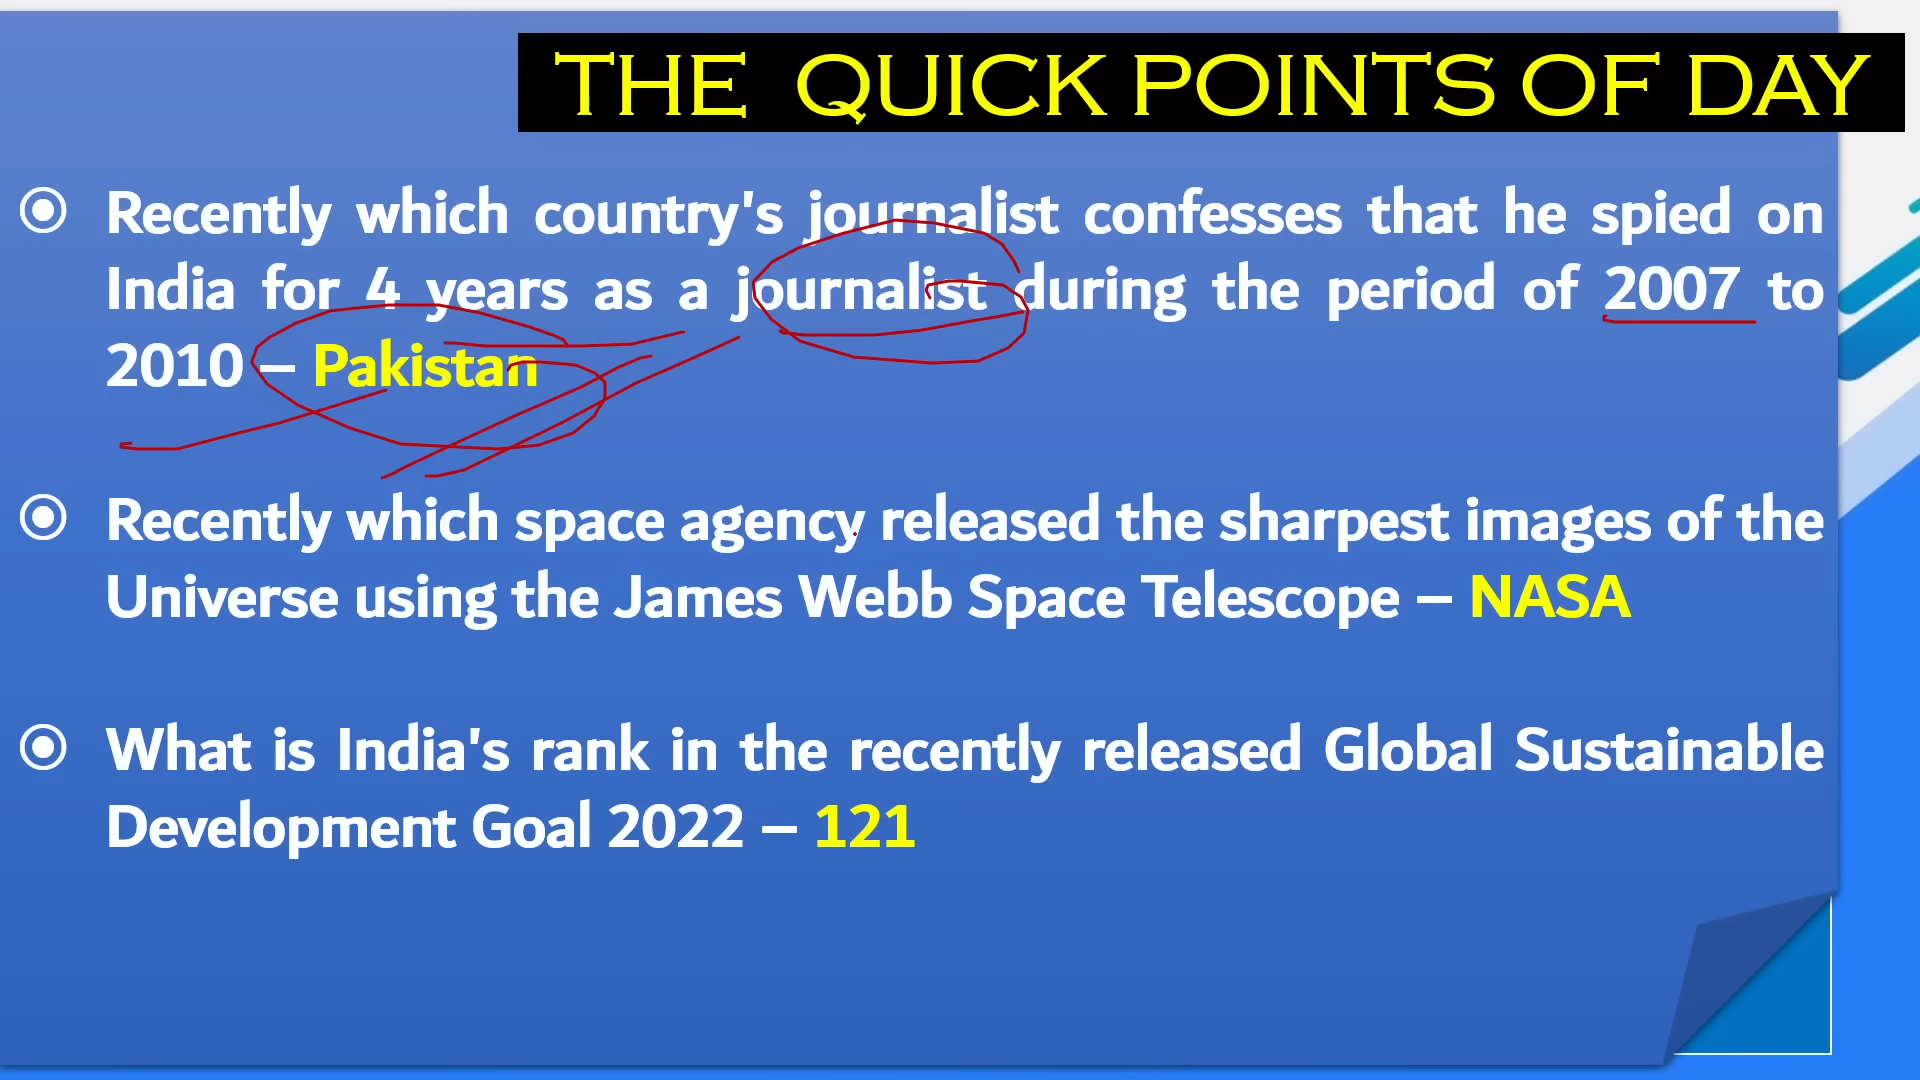 THE QUICK POINTS OF DAY
Recently which country's journalist confesses that he spied on
India for 4 years as a journalist during the period of 2007 to
2010 – Pakistan
Recently which space agency released the sharpest images of the
Universe using the James Webb Space Telescope – NASA
What is India's rank in the recently released Global Sustainable
Development Goal 2022 – 121